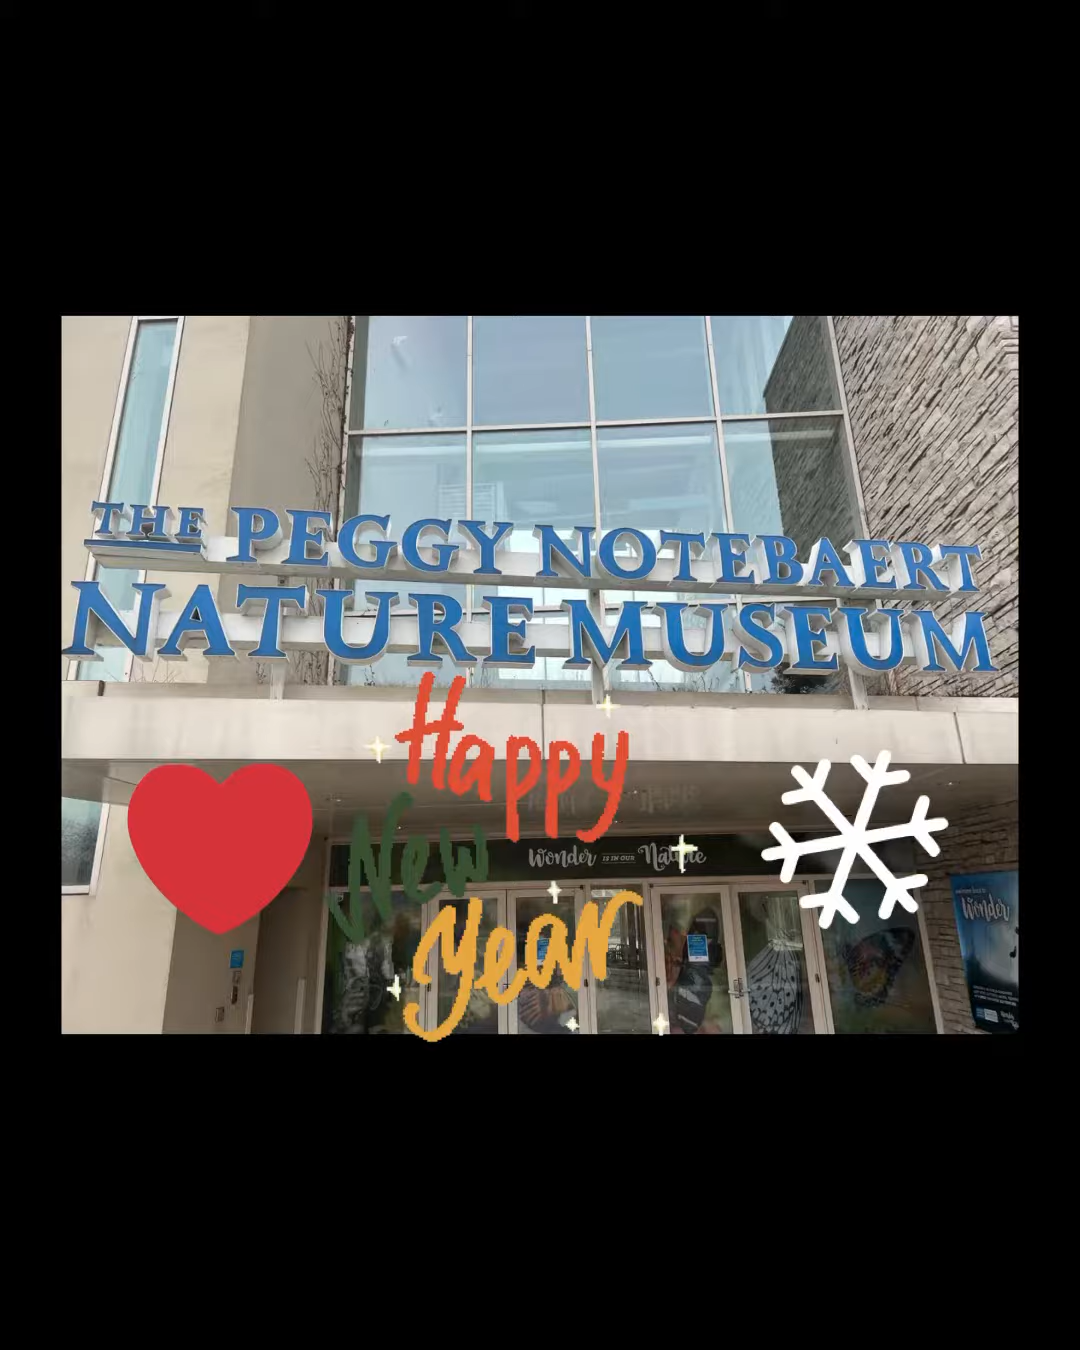 THE PEGGY NOTEBAERT
NATURE MUSEUM
Happy
New
Year
Wonder IS IN OUR Nature
Wonder